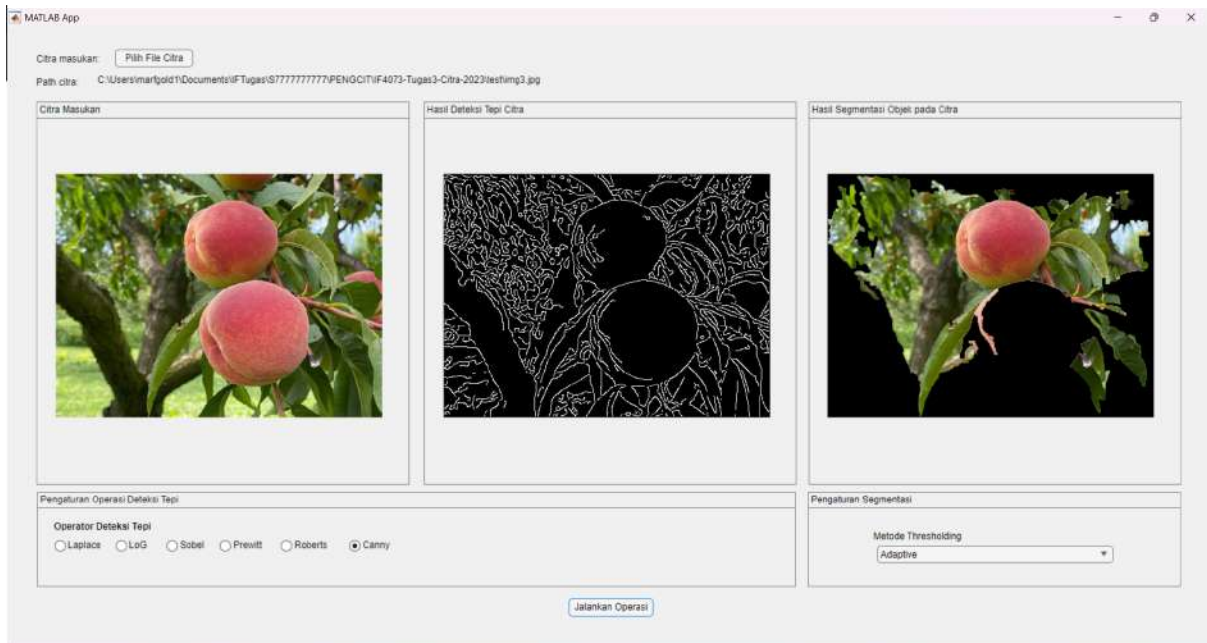 MATLAB App
Citra masukan: Pilih File Citra
Path citra: C:\Users\marfgold1\Documents\IFTugas\S7777777777\PENGCIT\IF4073-Tugas3-Citra-2023\test\img3.jpg
Citra Masukan
Hasil Deteksi Tepi Citra
Hasil Segmentasi Objek pada Citra
Pengaturan Operasi Deteksi Tepi
Operator Deteksi Tepi
Laplace LoG Sobel Prewitt Roberts Canny
Pengaturan Segmentasi
Metode Thresholding
Adaptive
Jalankan Operasi